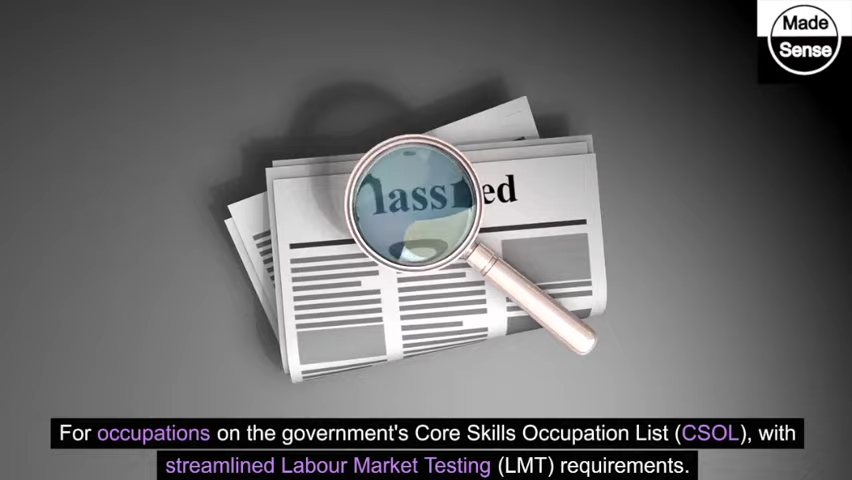 Made
Sense
Classified
For occupations on the government's Core Skills Occupation List (CSOL), with
streamlined Labour Market Testing (LMT) requirements.